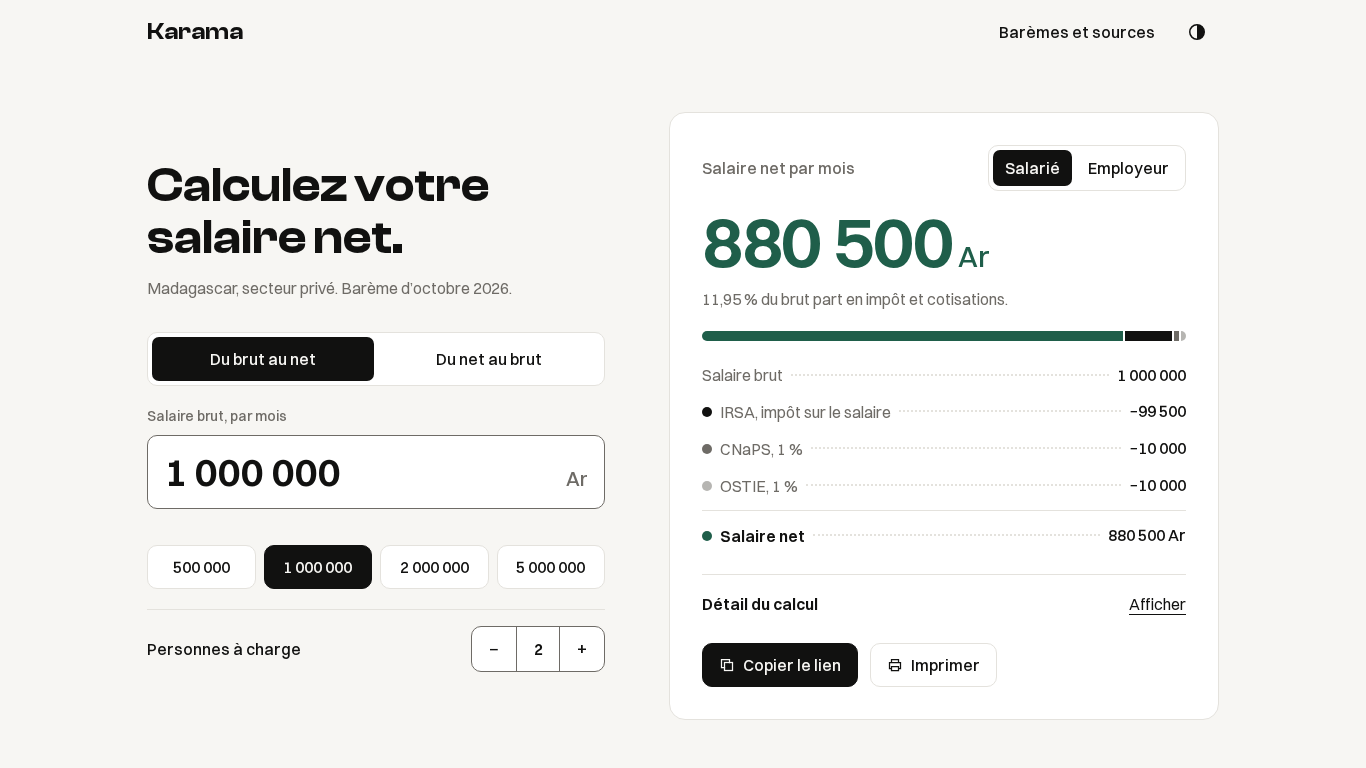 Karama
Barèmes et sources
Calculez votre
salaire net.
Madagascar, secteur privé. Barème d’octobre 2026.
Du brut au net
Du net au brut
Salaire brut, par mois
1 000 000
Ar
500 000
1 000 000
2 000 000
5 000 000
Personnes à charge
−
2
+
Salaire net par mois
Salarié
Employeur
880 500 Ar
11,95 % du brut part en impôt et cotisations.
Salaire brut 1 000 000
IRSA, impôt sur le salaire −99 500
CNaPS, 1 % −10 000
OSTIE, 1 % −10 000
Salaire net 880 500 Ar
Détail du calcul
Afficher
Copier le lien
Imprimer